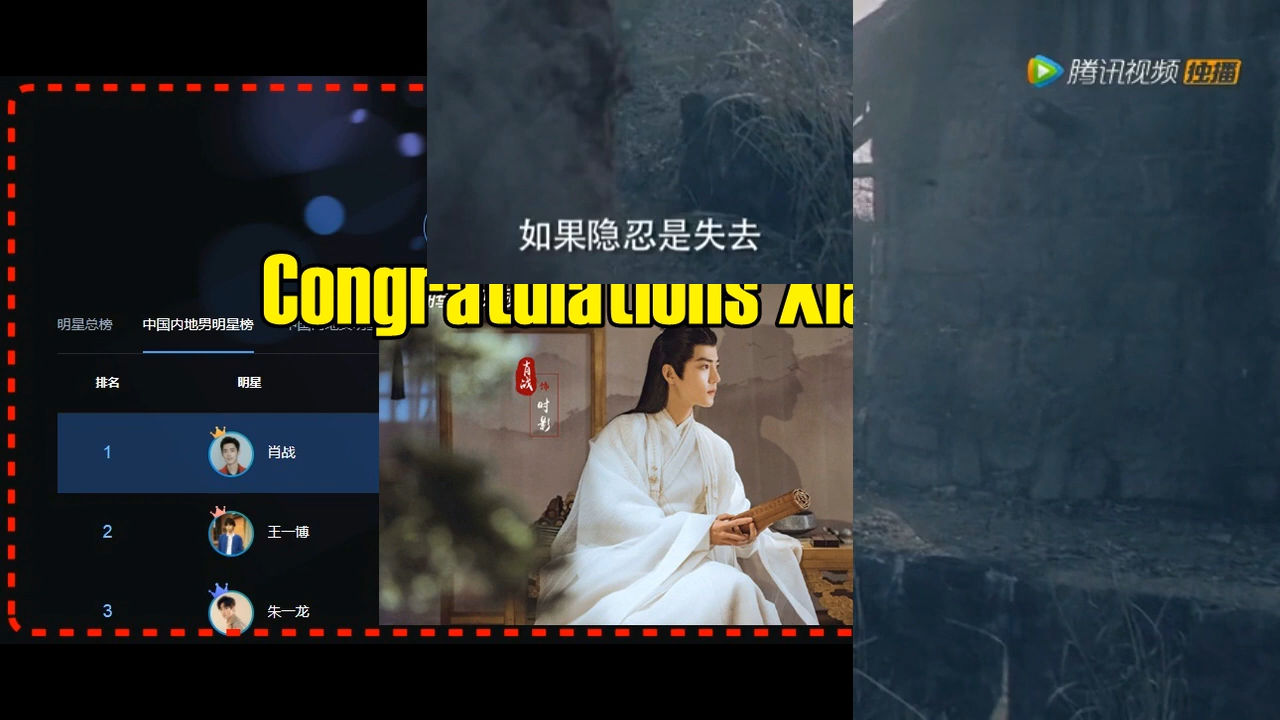 腾讯视频 独播
如果隐忍是失去
Congratulations Xia
明星总榜 中国内地男明星榜
排名 明星
肖战
饰
时影
1 肖战
2 王一博
3 朱一龙